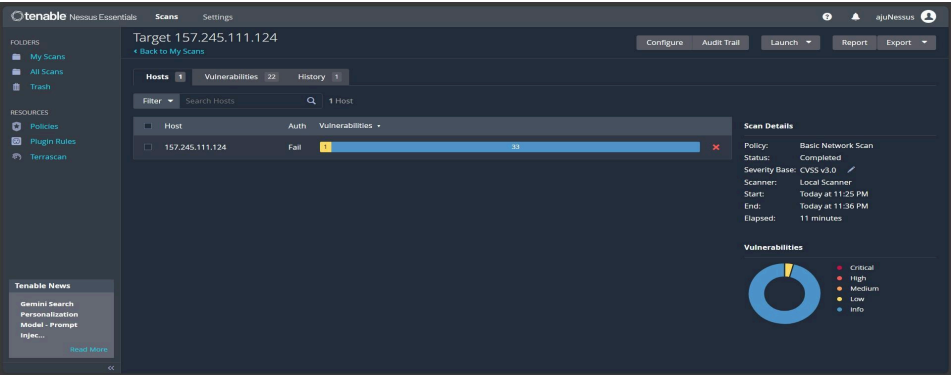 tenable Nessus Essentials Scans Settings ajuNessus
FOLDERS
My Scans
All Scans
Trash
RESOURCES
Policies
Plugin Rules
Terrascan
Tenable News
Gemini Search
Personalization
Model - Prompt
Injec...
Read More
Target 157.245.111.124
Back to My Scans
Configure Audit Trail Launch Report Export
Hosts 1 Vulnerabilities 22 History 1
Filter Search Hosts 1 Host
Host Auth Vulnerabilities
157.245.111.124 Fail 1 33
Scan Details
Policy: Basic Network Scan
Status: Completed
Severity Base: CVSS v3.0
Scanner: Local Scanner
Start: Today at 11:25 PM
End: Today at 11:36 PM
Elapsed: 11 minutes
Vulnerabilities
Critical
High
Medium
Low
Info